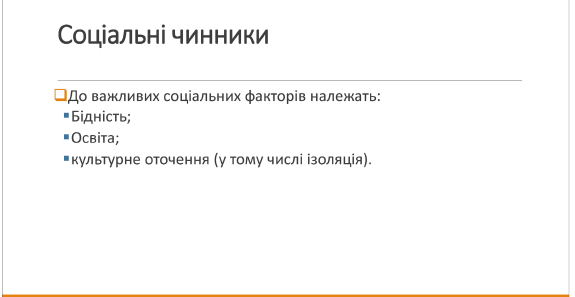 Соціальні чинники
До важливих соціальних факторів належать:
Бідність;
Освіта;
культурне оточення (у тому числі ізоляція).